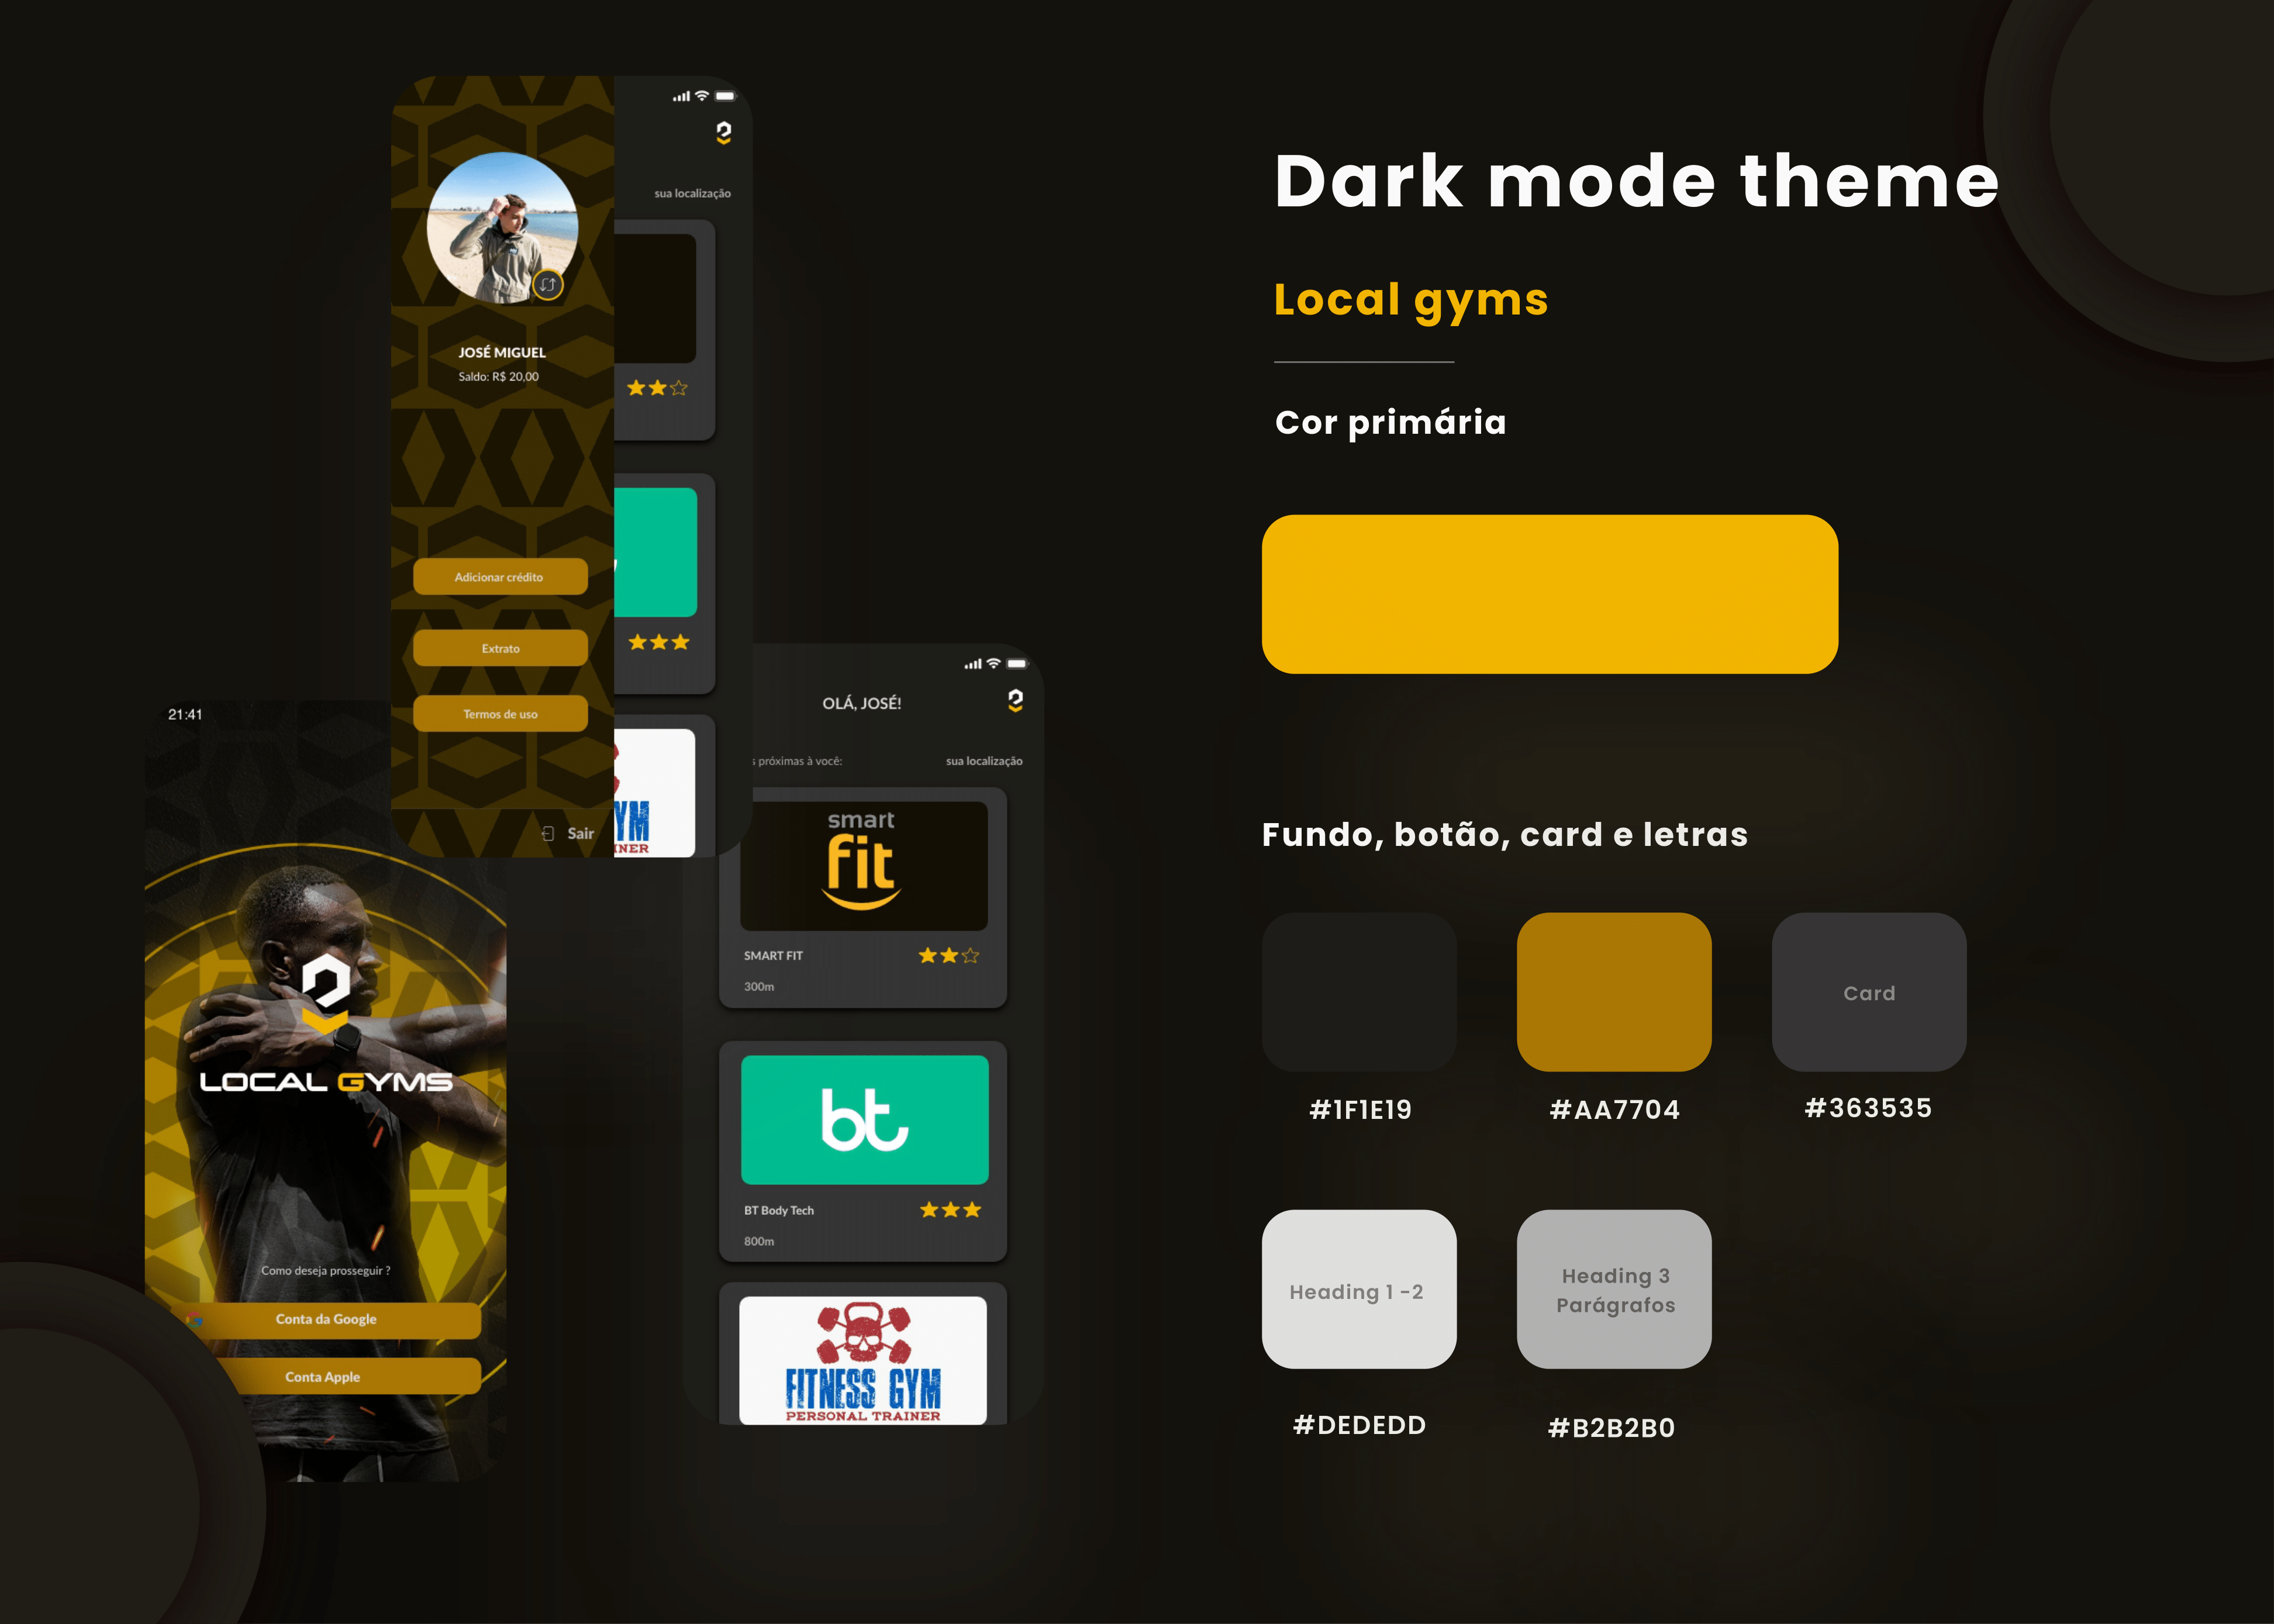 sua localização
JOSÉ MIGUEL
Saldo: R$ 20,00
Adicionar crédito
Extrato
Termos de uso
Sair
YM
INER
21:41
LOCAL GYMS
Como deseja prosseguir ?
Conta da Google
Conta Apple
OLÁ, JOSÉ!
s próximas à você:
sua localização
smart
fit
SMART FIT
300m
bt
BT Body Tech
800m
FITNESS GYM
PERSONAL TRAINER
Dark mode theme
Local gyms
Cor primária
Fundo, botão, card e letras
Card
#1F1E19
#AA7704
#363535
Heading 1 -2
Heading 3
Parágrafos
#DEDEDD
#B2B2B0